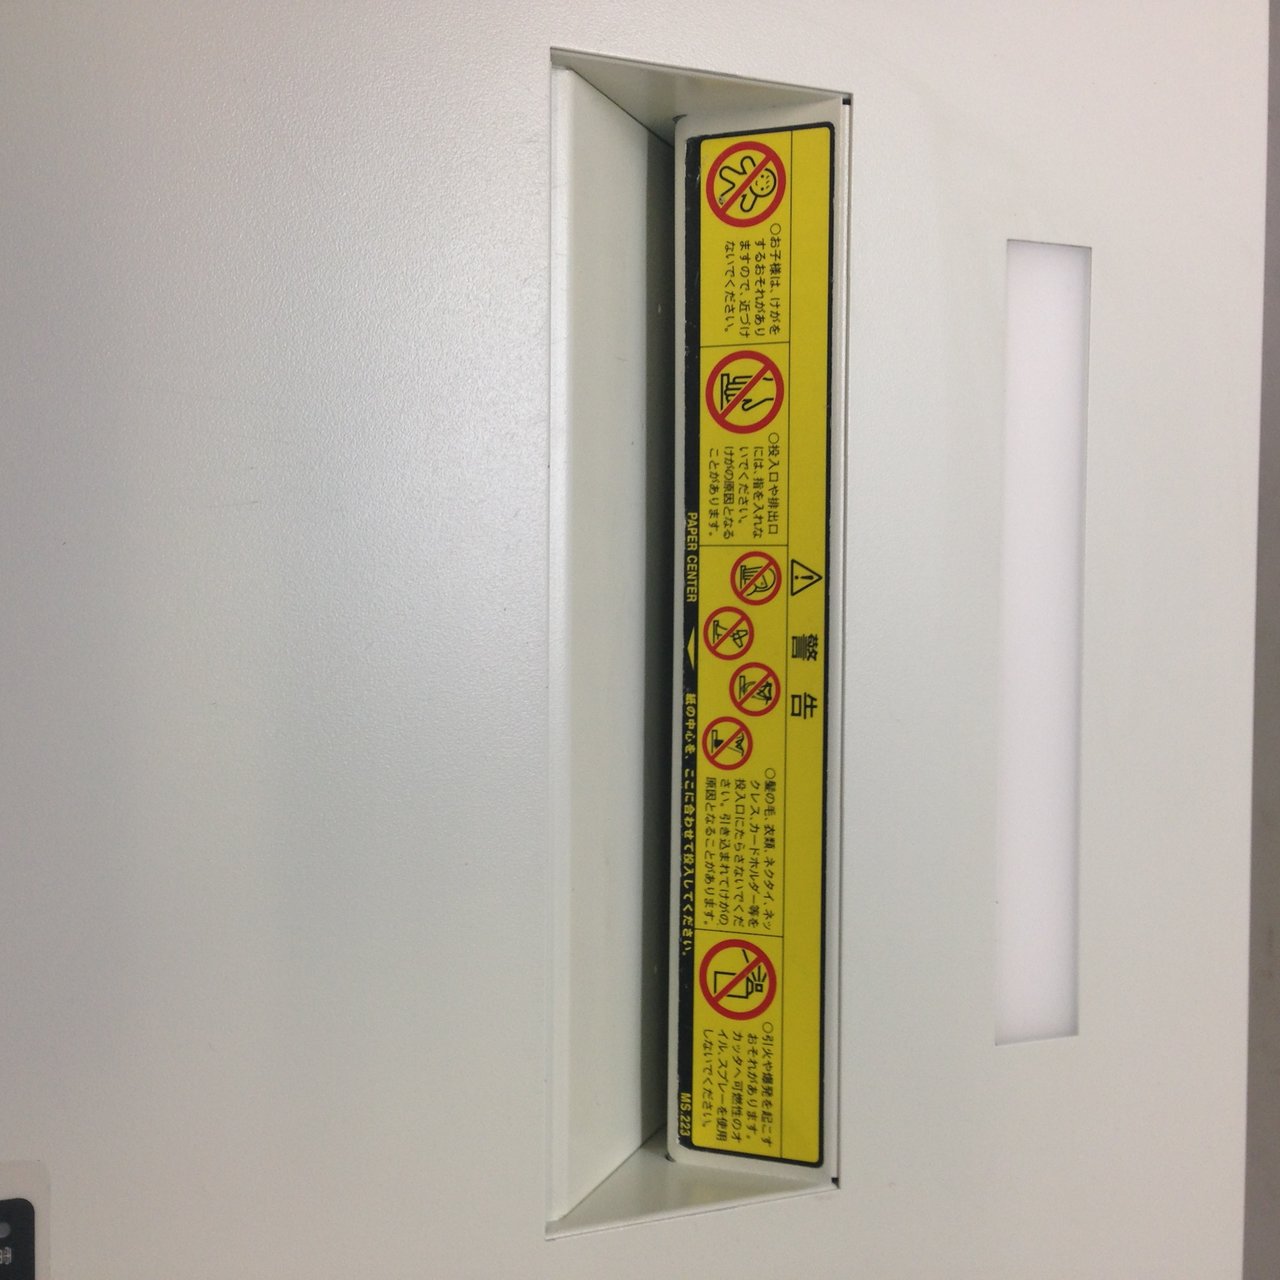 ⚠ 警告
○お子様は、けがを
するおそれがあり
ますので、近づけ
ないでください。
○投入口や排出口
には、指を入れな
いでください。
けがの原因となる
ことがあります。
○髪の毛、衣類、ネクタイ、ネッ
クレス、カードホルダー等を
投入口にたらさないでくだ
さい。引き込まれてけがの
原因となることがあります。
○引火や爆発を起こす
おそれがあります。
カッタへ可燃性のオ
イル、スプレーを使用
しないでください。
PAPER CENTER ▲ 紙の中心を、ここに合わせて投入してください。 MS.223